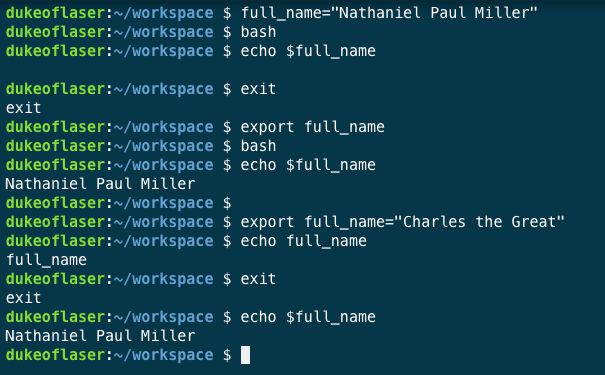 dukeoflaser:~/workspace $ full_name="Nathaniel Paul Miller"
dukeoflaser:~/workspace $ bash
dukeoflaser:~/workspace $ echo $full_name

dukeoflaser:~/workspace $ exit
exit
dukeoflaser:~/workspace $ export full_name
dukeoflaser:~/workspace $ bash
dukeoflaser:~/workspace $ echo $full_name
Nathaniel Paul Miller
dukeoflaser:~/workspace $
dukeoflaser:~/workspace $ export full_name="Charles the Great"
dukeoflaser:~/workspace $ echo full_name
full_name
dukeoflaser:~/workspace $ exit
exit
dukeoflaser:~/workspace $ echo $full_name
Nathaniel Paul Miller
dukeoflaser:~/workspace $